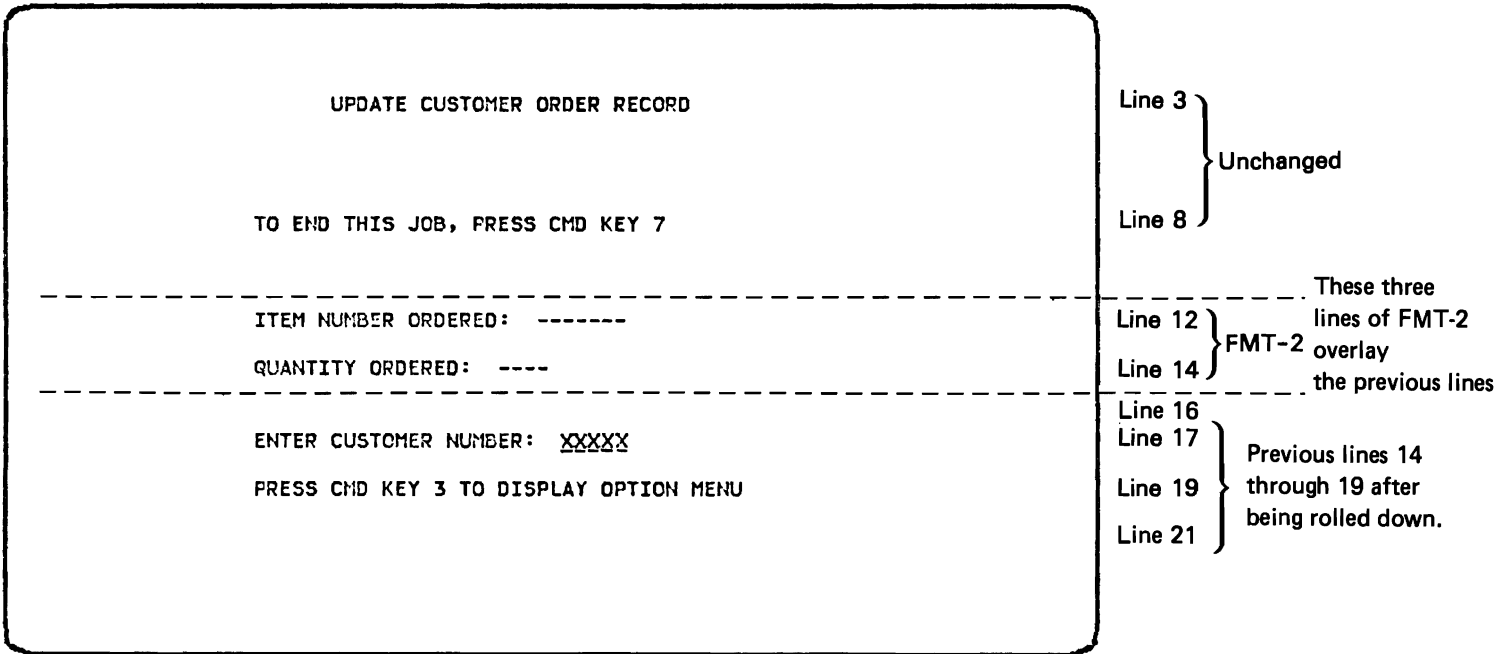 UPDATE CUSTOMER ORDER RECORD
Line 3
Unchanged
TO END THIS JOB, PRESS CMD KEY 7
Line 8
ITEM NUMBER ORDERED: -------
Line 12
QUANTITY ORDERED: ----
Line 14
FMT-2
These three
lines of FMT-2
overlay
the previous lines
Line 16
ENTER CUSTOMER NUMBER: XXXXX
Line 17
PRESS CMD KEY 3 TO DISPLAY OPTION MENU
Line 19
Line 21
Previous lines 14
through 19 after
being rolled down.